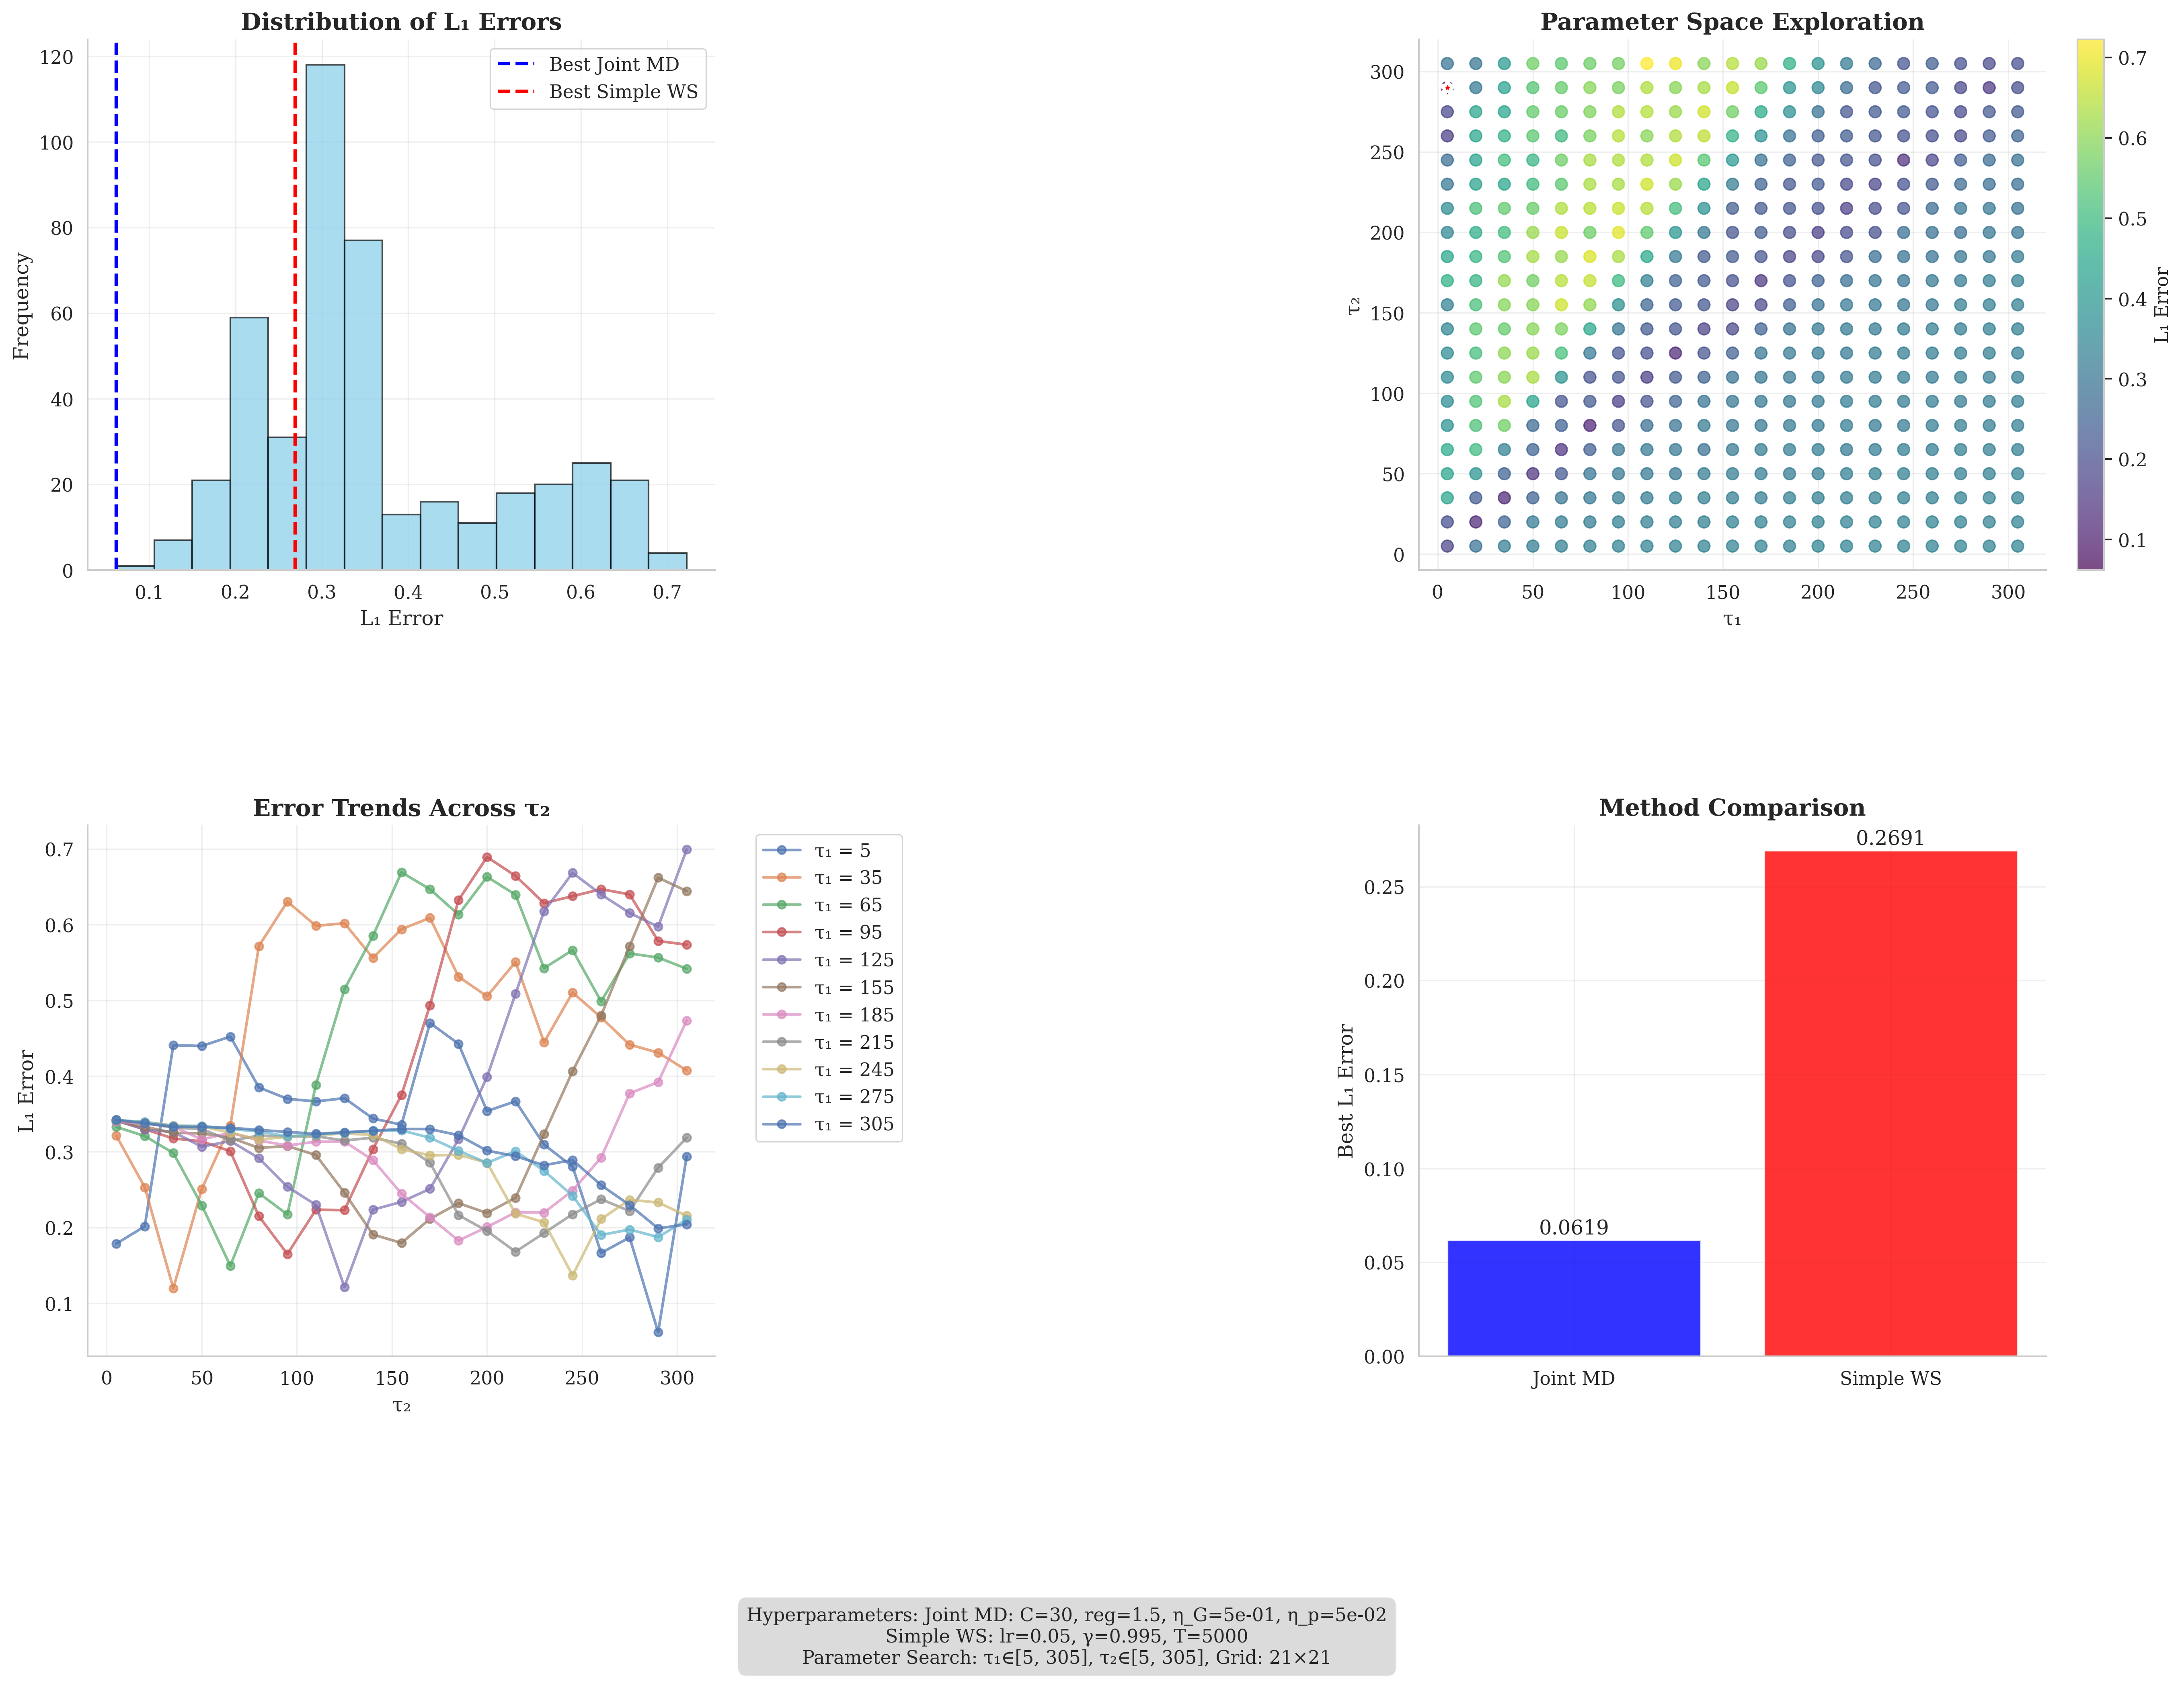 Distribution of L₁ Errors
120
100
80
60
40
20
0
Frequency
0.1 0.2 0.3 0.4 0.5 0.6 0.7
L₁ Error
Best Joint MD
Best Simple WS
Parameter Space Exploration
300
250
200
150
100
50
0
τ₂
0 50 100 150 200 250 300
τ₁
0.7
0.6
0.5
0.4
0.3
0.2
0.1
L₁ Error
Error Trends Across τ₂
0.7
0.6
0.5
0.4
0.3
0.2
0.1
L₁ Error
0 50 100 150 200 250 300
τ₂
τ₁ = 5
τ₁ = 35
τ₁ = 65
τ₁ = 95
τ₁ = 125
τ₁ = 155
τ₁ = 185
τ₁ = 215
τ₁ = 245
τ₁ = 275
τ₁ = 305
Method Comparison
0.2691
0.0619
0.25
0.20
0.15
0.10
0.05
0.00
Best L₁ Error
Joint MD Simple WS
Hyperparameters: Joint MD: C=30, reg=1.5, η_G=5e-01, η_p=5e-02
Simple WS: lr=0.05, γ=0.995, T=5000
Parameter Search: τ₁∈[5, 305], τ₂∈[5, 305], Grid: 21×21